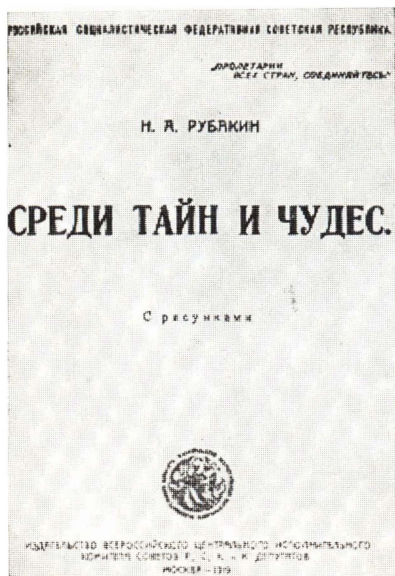 РОССИЙСКАЯ СОЦИАЛИСТИЧЕСКАЯ ФЕДЕРАТИВНАЯ СОВЕТСКАЯ РЕСПУБЛИКА.
„ПРОЛЕТАРИИ
ВСЕХ СТРАН, СОЕДИНЯЙТЕСЬ!“
Н. А. РУБАКИН
СРЕДИ ТАЙН И ЧУДЕС.
С рисунками
ИЗДАТЕЛЬСТВО ВСЕРОССИЙСКОГО ЦЕНТРАЛЬНОГО ИСПОЛНИТЕЛЬНОГО
КОМИТЕТА СОВЕТОВ Р., С., К. и К. ДЕПУТАТОВ
МОСКВА – 1919